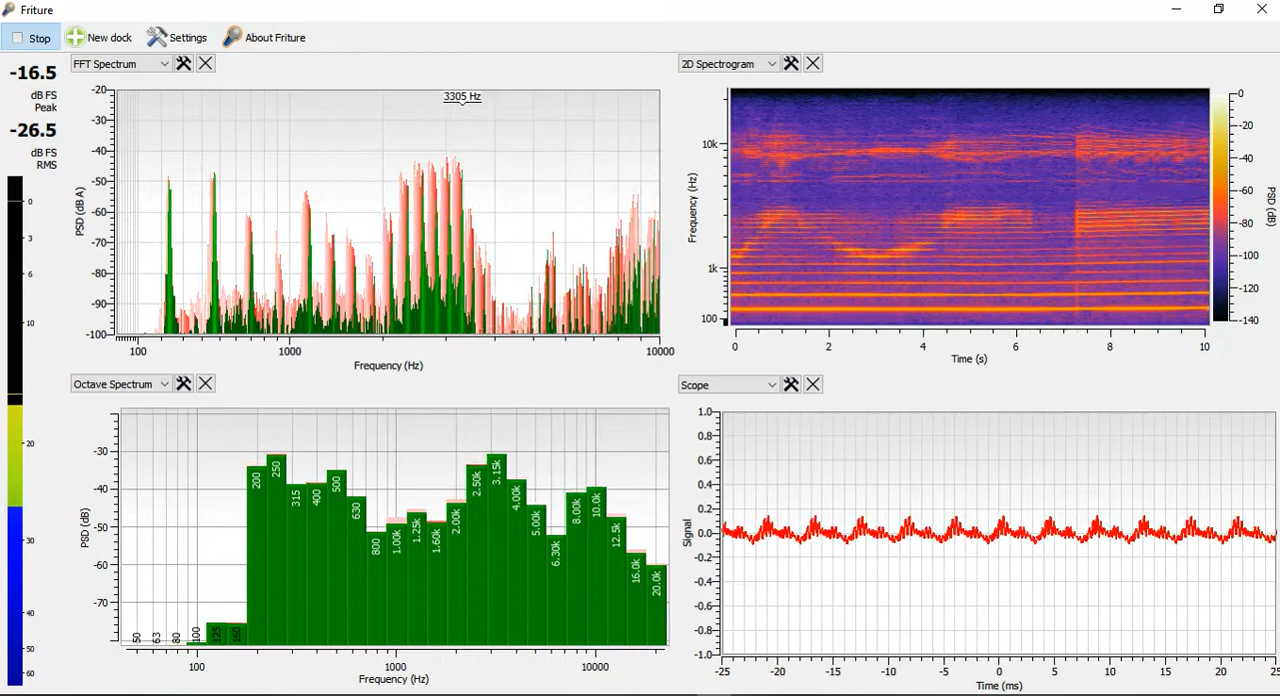 Friture
Stop
New dock
Settings
About Friture
-16.5
dB FS
Peak
-26.5
dB FS
RMS
0
3
6
10
20
30
40
50
60
FFT Spectrum
3305 Hz
-20
-30
-40
-50
-60
-70
-80
-90
-100
PSD (dB A)
100
1000
10000
Frequency (Hz)
2D Spectrogram
10k
1k
100
Frequency (Hz)
0
2
4
6
8
10
Time (s)
0
-20
-40
-60
-80
-100
-120
-140
PSD (dB)
Octave Spectrum
-30
-40
-50
-60
-70
PSD (dB)
50
63
80
100
125
160
200
250
315
400
500
630
800
1.00k
1.25k
1.60k
2.00k
2.50k
3.15k
4.00k
5.00k
6.30k
8.00k
10.0k
12.5k
16.0k
20.0k
100
1000
10000
Frequency (Hz)
Scope
1.0
0.8
0.6
0.4
0.2
0.0
-0.2
-0.4
-0.6
-0.8
-1.0
Signal
-25
-20
-15
-10
-5
0
5
10
15
20
25
Time (ms)